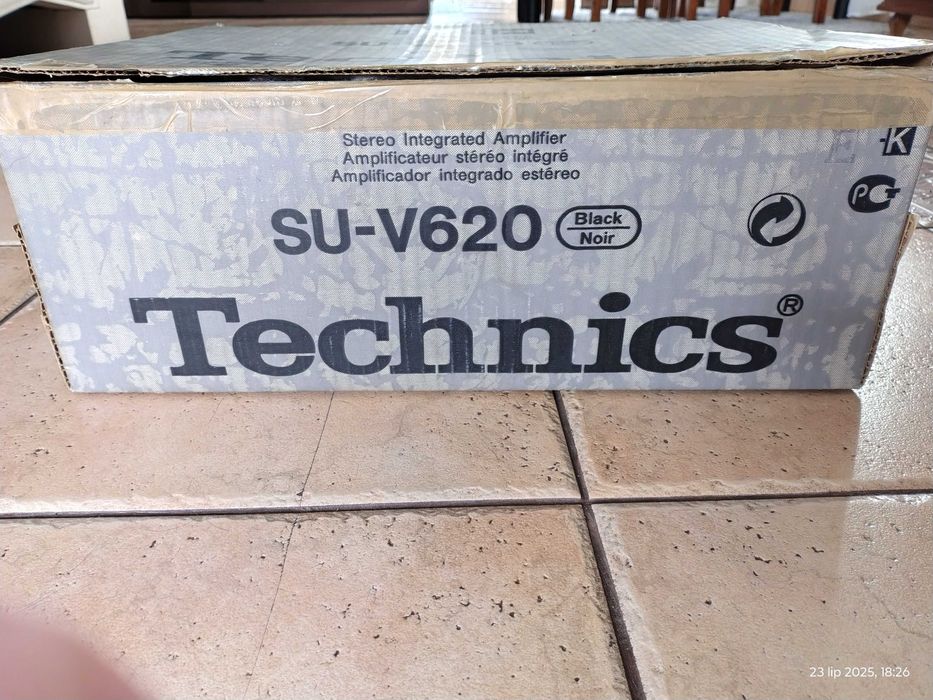 Stereo Integrated Amplifier
Amplificateur stéréo intégré
Amplificador integrado estéreo
-K
SU-V620
Black
Noir
Technics®
23 lip 2025, 18:26